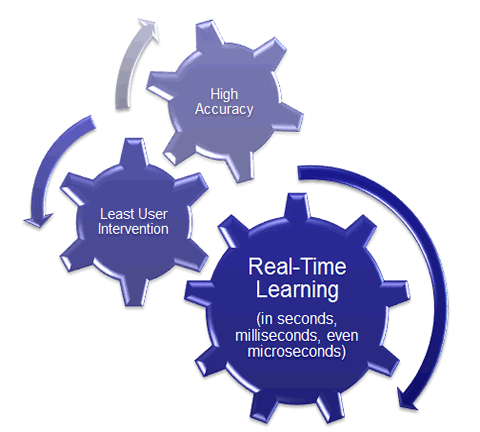 High
Accuracy
Least User
Intervention
Real-Time
Learning
(in seconds,
milliseconds, even
microseconds)